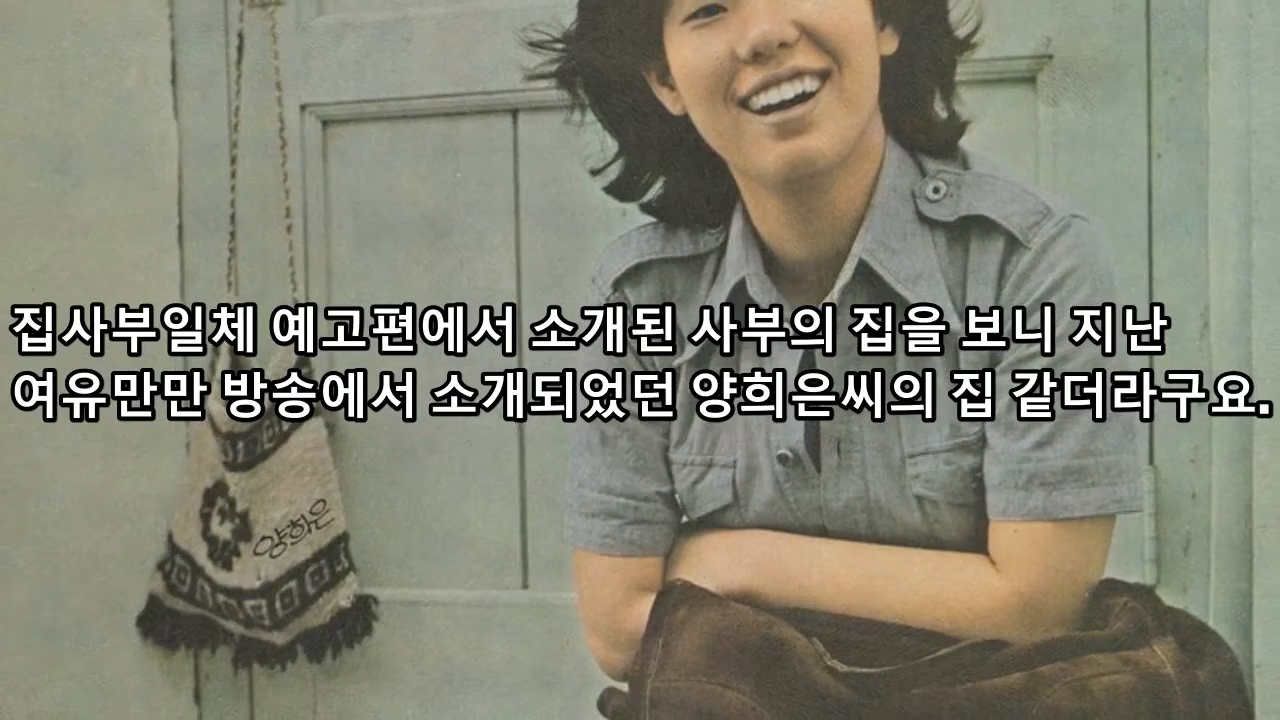 집사부일체 예고편에서 소개된 사부의 집을 보니 지난
여유만만 방송에서 소개되었던 양희은씨의 집 같더라구요.
양희은